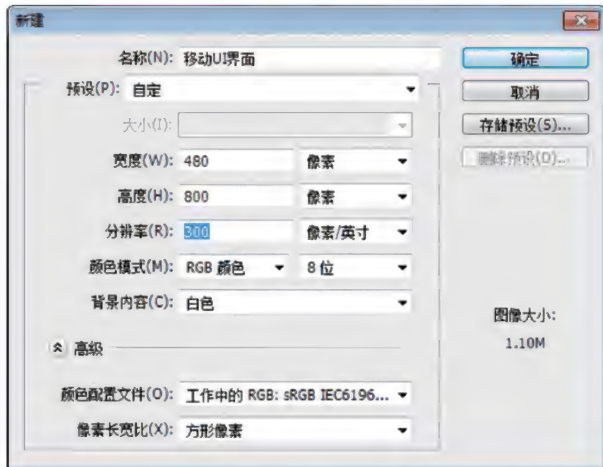 新建
名称(N): 移动UI界面
确定
预设(P): 自定
取消
大小(I):
存储预设(S)...
宽度(W): 480 像素
删除预设(D)...
高度(H): 800 像素
分辨率(R): 300 像素/英寸
颜色模式(M): RGB 颜色 8 位
背景内容(C): 白色
图像大小:
1.10M
高级
颜色配置文件(O): 工作中的 RGB: sRGB IEC6196...
像素长宽比(X): 方形像素